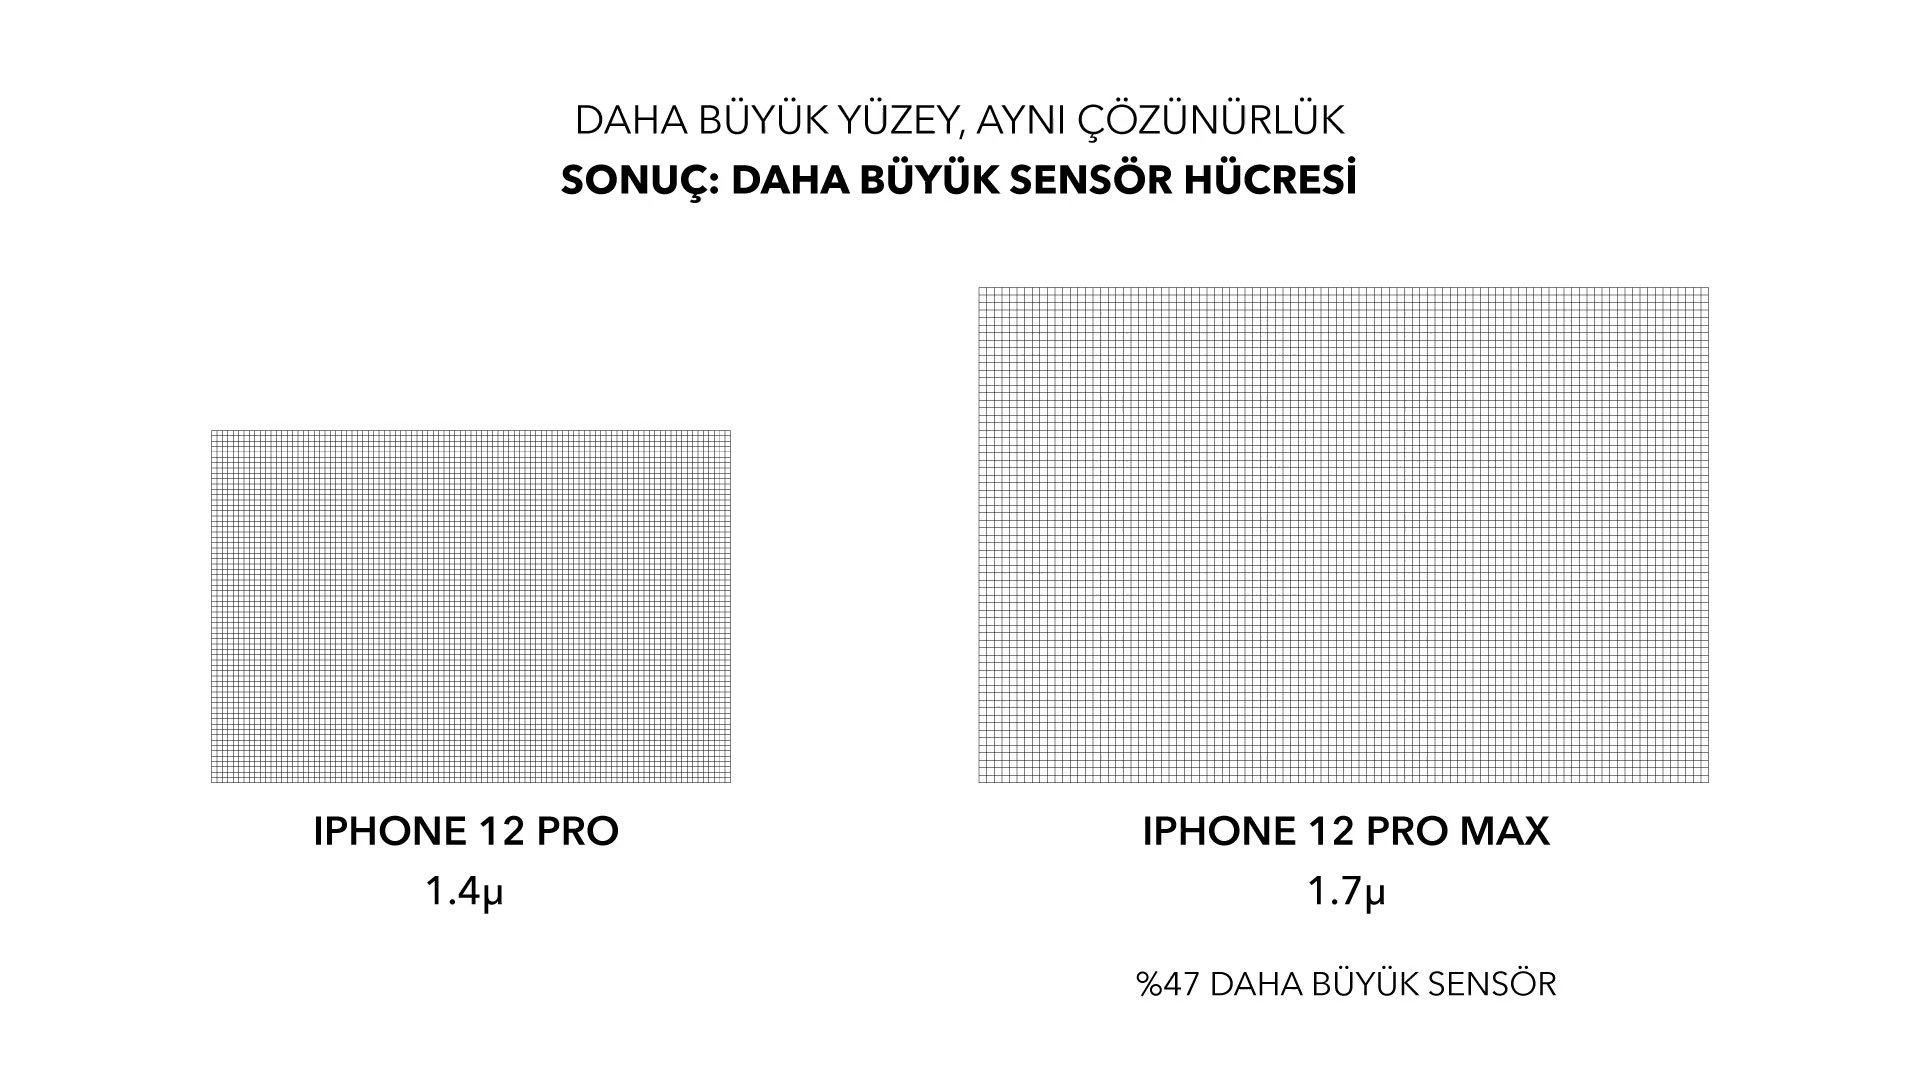 DAHA BÜYÜK YÜZEY, AYNI ÇÖZÜNÜRLÜK
SONUÇ: DAHA BÜYÜK SENSÖR HÜCRESİ
IPHONE 12 PRO
1.4µ
IPHONE 12 PRO MAX
1.7µ
%47 DAHA BÜYÜK SENSÖR